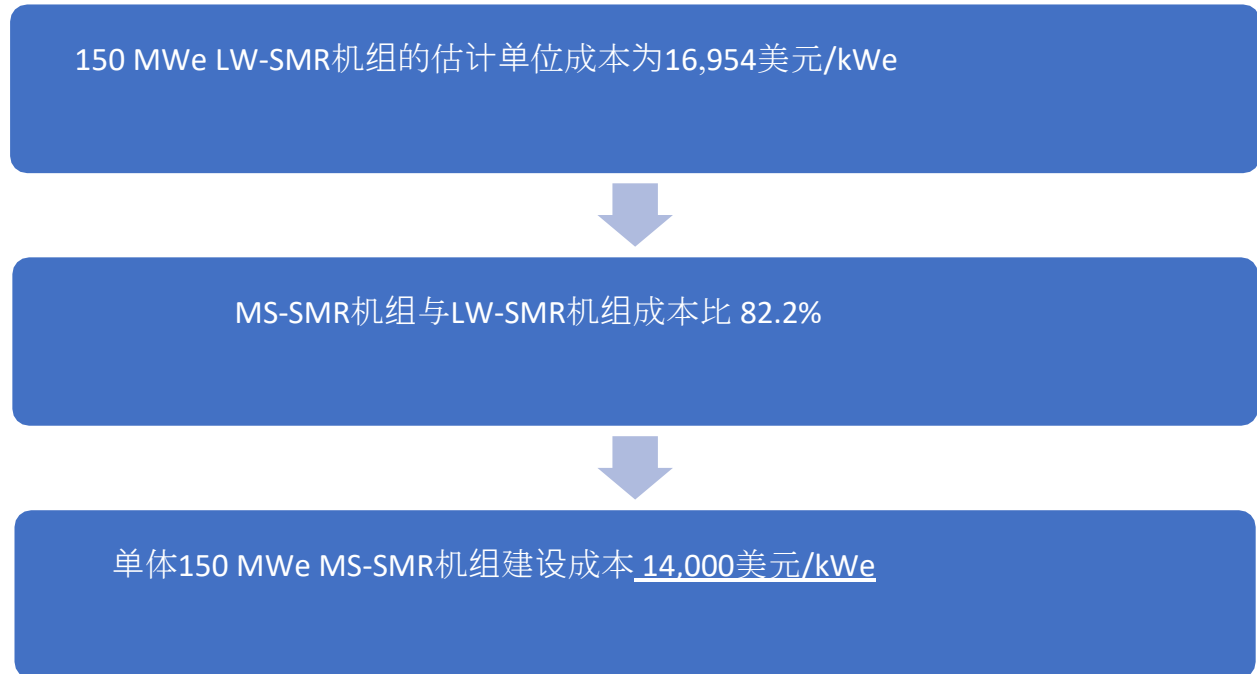 150 MWe LW-SMR机组的估计单位成本为16,954美元/kWe
MS-SMR机组与LW-SMR机组成本比 82.2%
单体150 MWe MS-SMR机组建设成本 14,000美元/kWe